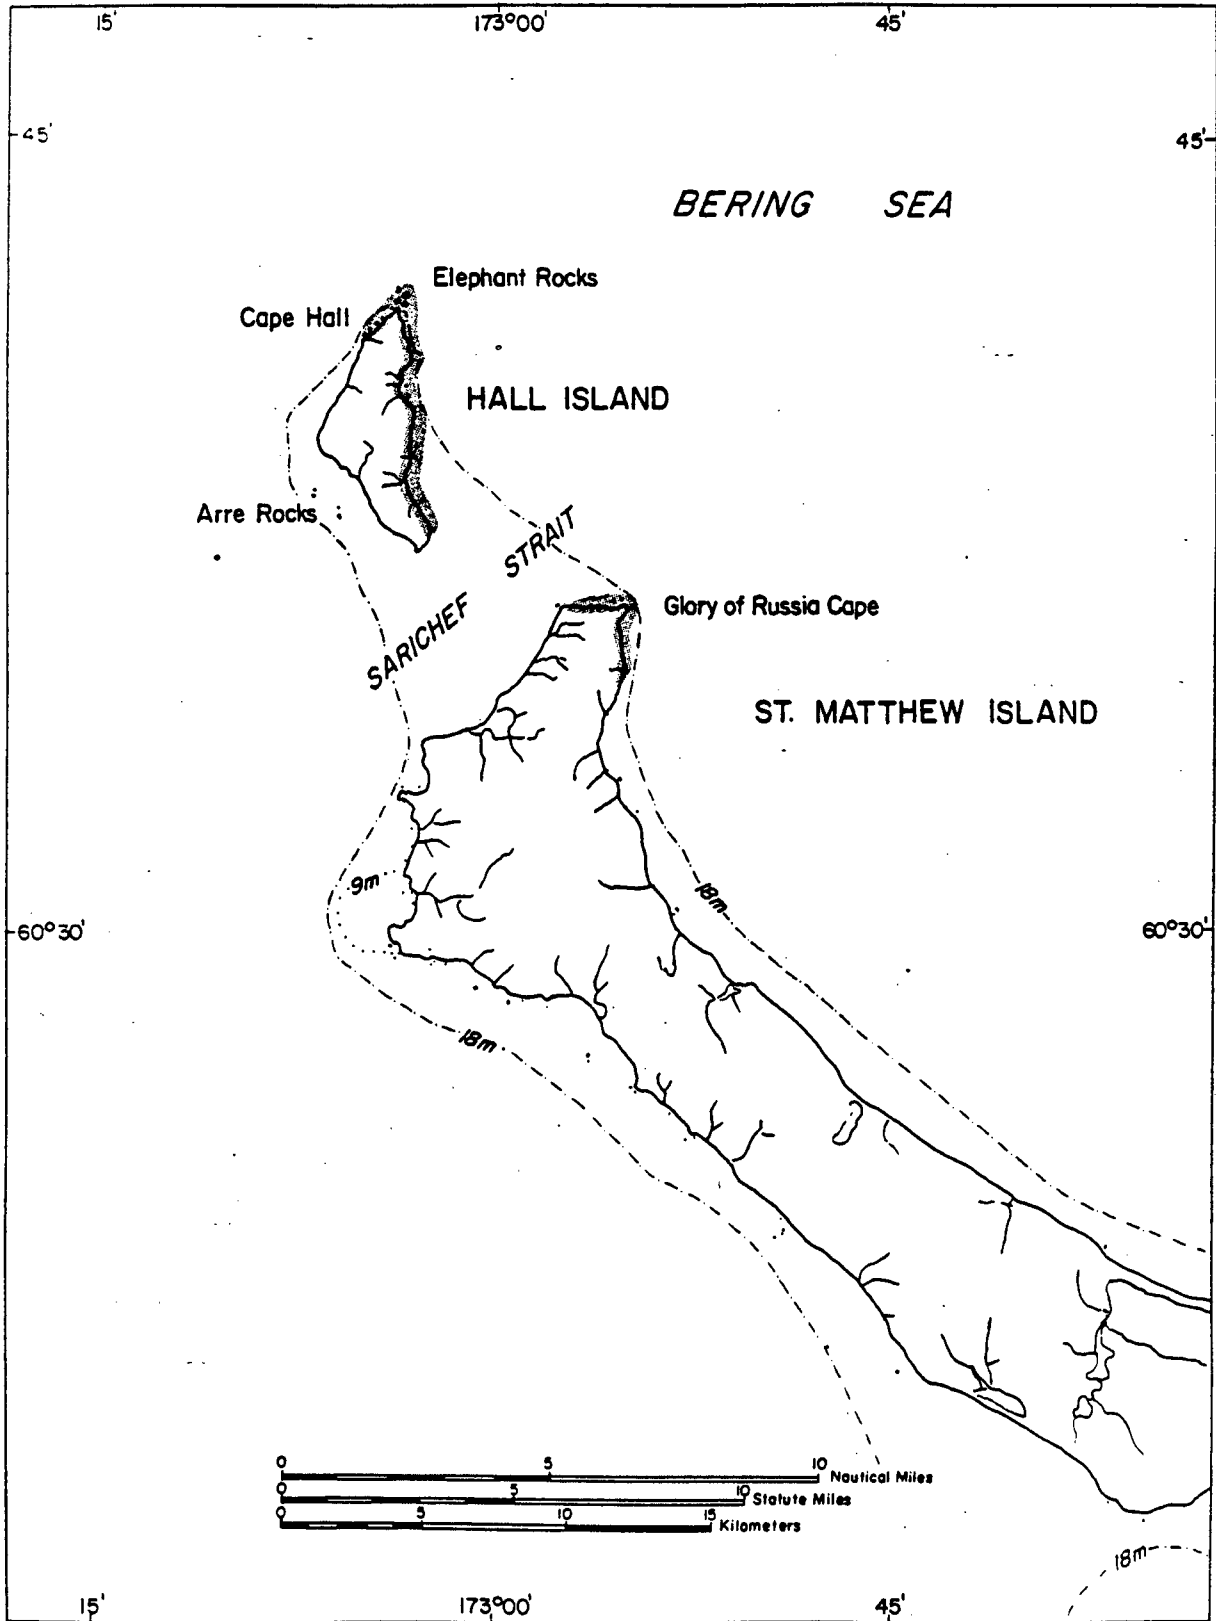 15' 173°00' 45'
45' 45'
BERING SEA
Elephant Rocks
Cape Hall
HALL ISLAND
Arre Rocks
SARICHEF STRAIT
Glory of Russia Cape
ST. MATTHEW ISLAND
9m
18m
60°30' 60°30'
18m
0 5 10 Nautical Miles
0 5 10 Statute Miles
0 5 10 15 Kilometers
18m
15' 173°00' 45'